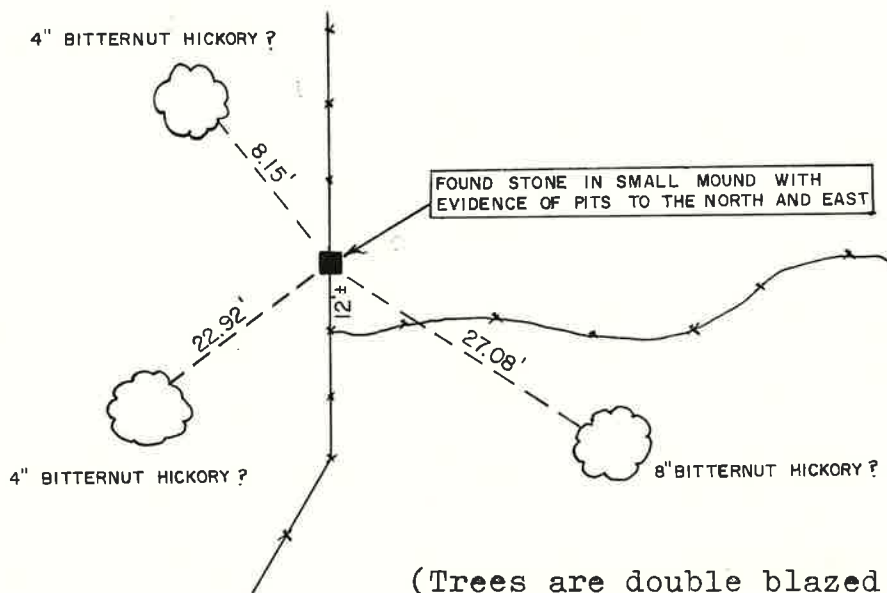 4" BITTERNUT HICKORY ?
8.15'
FOUND STONE IN SMALL MOUND WITH
EVIDENCE OF PITS TO THE NORTH AND EAST
12'±
22.92'
27.08'
4" BITTERNUT HICKORY ?
8" BITTERNUT HICKORY ?
(Trees are double blazed